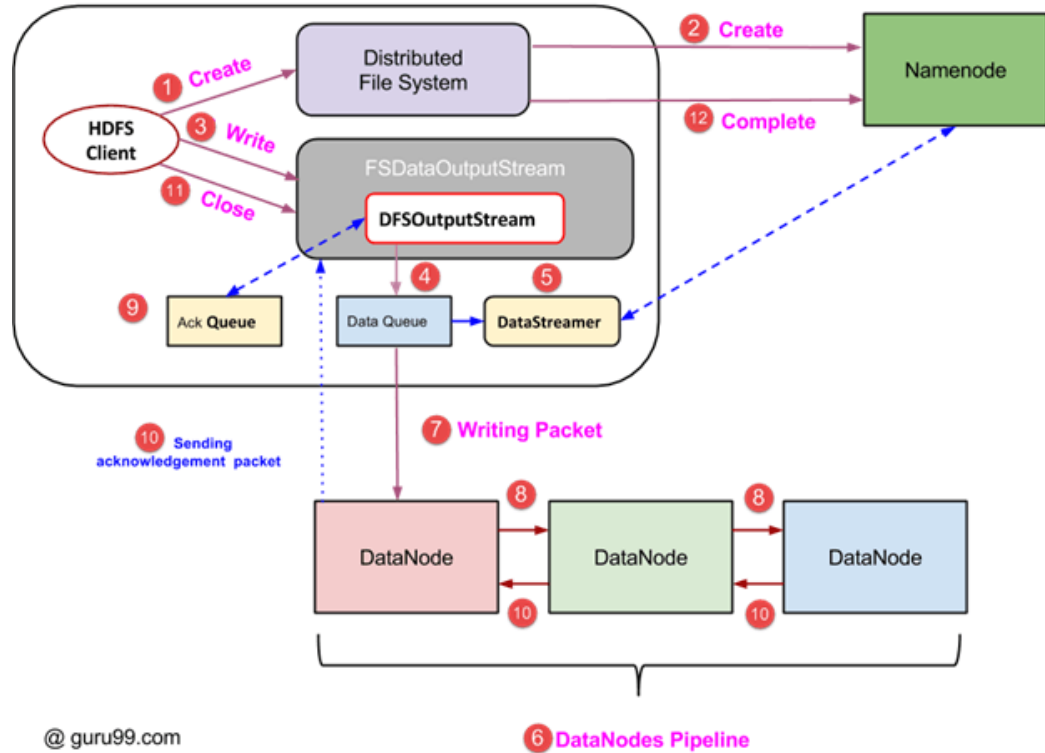 2 Create
Distributed
File System
Namenode
1 Create
12 Complete
HDFS
Client
3 Write
FSDataOutputStream
11 Close
DFSOutputStream
4
5
9
Ack Queue
Data Queue
DataStreamer
7 Writing Packet
10 Sending
acknowledgement packet
8
8
DataNode
DataNode
DataNode
10
10
@ guru99.com
6 DataNodes Pipeline